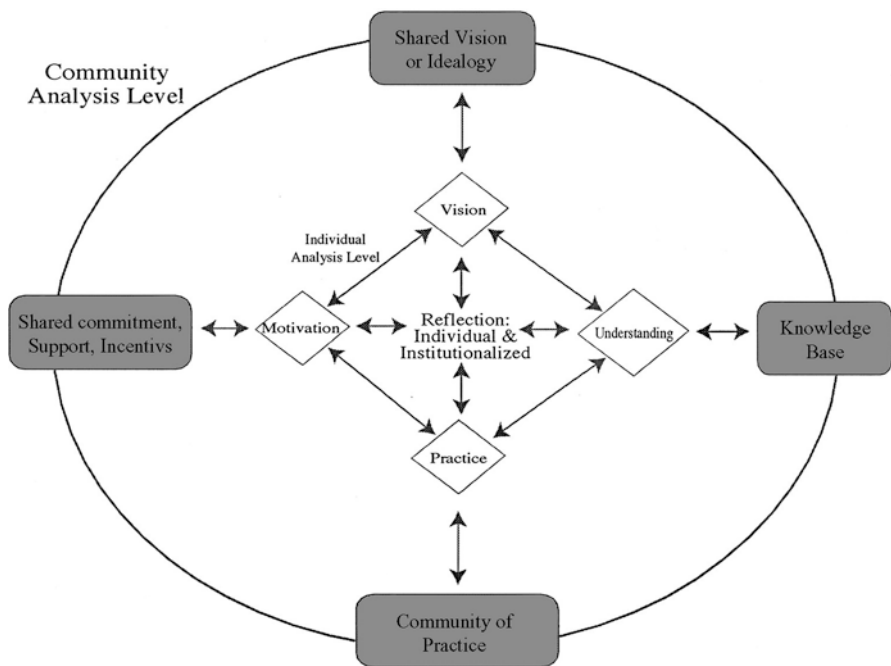 Shared Vision
or Idealogy
Community
Analysis Level
Vision
Individual
Analysis Level
Shared commitment,
Support, Incentivs
Motivation
Reflection:
Individual &
Institutionalized
Understanding
Knowledge
Base
Practice
Community of
Practice